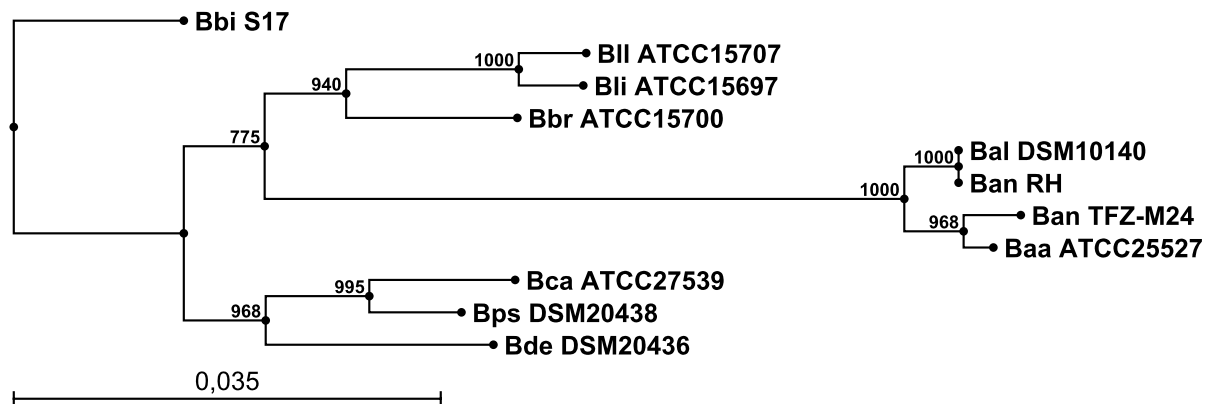 Bbi S17
Bll ATCC15707
1000
Bli ATCC15697
940
Bbr ATCC15700
775
Bal DSM10140
1000
Ban RH
1000
Ban TFZ-M24
968
Baa ATCC25527
Bca ATCC27539
995
Bps DSM20438
968
Bde DSM20436
0,035